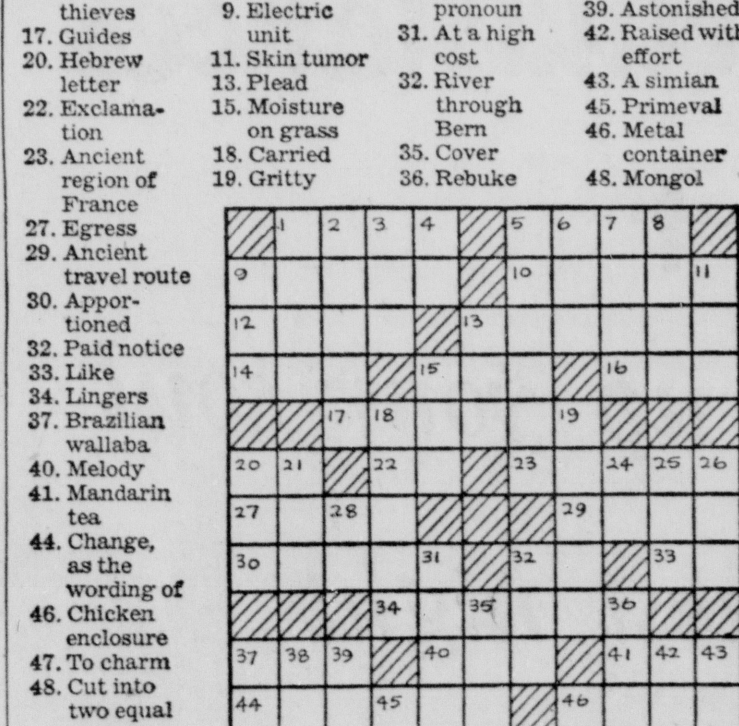 thieves
17. Guides
20. Hebrew
letter
22. Exclama-
tion
23. Ancient
region of
France
27. Egress
29. Ancient
travel route
30. Appor-
tioned
32. Paid notice
33. Like
34. Lingers
37. Brazilian
wallaba
40. Melody
41. Mandarin
tea
44. Change,
as the
wording of
46. Chicken
enclosure
47. To charm
48. Cut into
two equal
9. Electric
unit
11. Skin tumor
13. Plead
15. Moisture
on grass
18. Carried
19. Gritty
pronoun
31. At a high
cost
32. River
through
Bern
35. Cover
36. Rebuke
39. Astonished
42. Raised with
effort
43. A simian
45. Primeval
46. Metal
container
48. Mongol
1 2 3 4 5 6 7 8
9 10 11
12 13
14 15 16
17 18 19
20 21 22 23 24 25 26
27 28 29
30 31 32 33
34 35 36
37 38 39 40 41 42 43
44 45 46